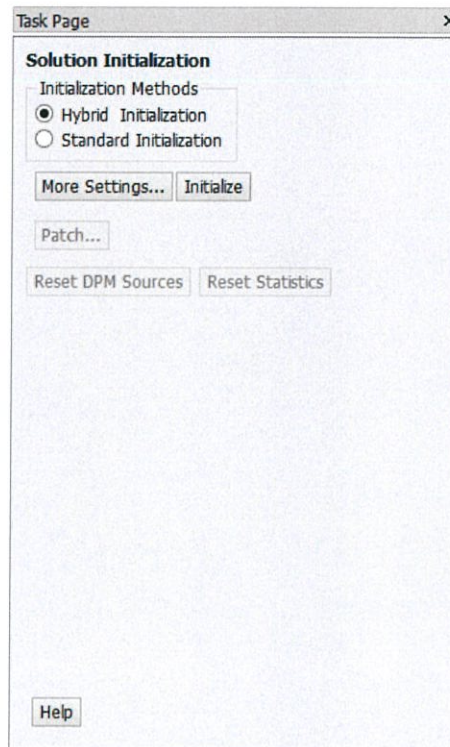 Task Page
Solution Initialization
Initialization Methods
Hybrid Initialization
Standard Initialization
More Settings... Initialize
Patch...
Reset DPM Sources Reset Statistics
Help